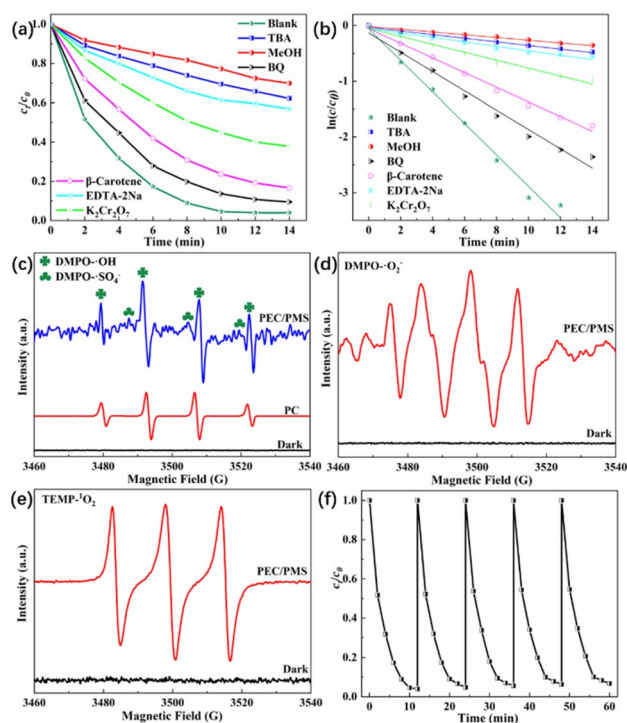 (a)
Blank
TBA
MeOH
BQ
β-Carotene
EDTA-2Na
K₂Cr₂O₇
1.0
0.8
0.6
0.4
0.2
0.0
cₜ/c₀
0 2 4 6 8 10 12 14
Time (min)
(b)
0
-1
-2
-3
ln(c/c0)
Blank
TBA
MeOH
BQ
β-Carotene
EDTA-2Na
K₂Cr₂O₇
0 2 4 6 8 10 12 14
Time (min)
(c)
DMPO-·OH
DMPO-·SO₄⁻
PEC/PMS
PC
Dark
Intensity (a.u.)
3460 3480 3500 3520 3540
Magnetic Field (G)
(d)
DMPO-·O₂⁻
PEC/PMS
Dark
Intensity (a.u.)
3460 3480 3500 3520 3540
Magnetic Field (G)
(e)
TEMP-¹O₂
PEC/PMS
Dark
Intensity (a.u.)
3460 3480 3500 3520 3540
Magnetic Field (G)
(f)
1.0
0.8
0.6
0.4
0.2
0.0
cₜ/c₀
0 10 20 30 40 50 60
Time (min)